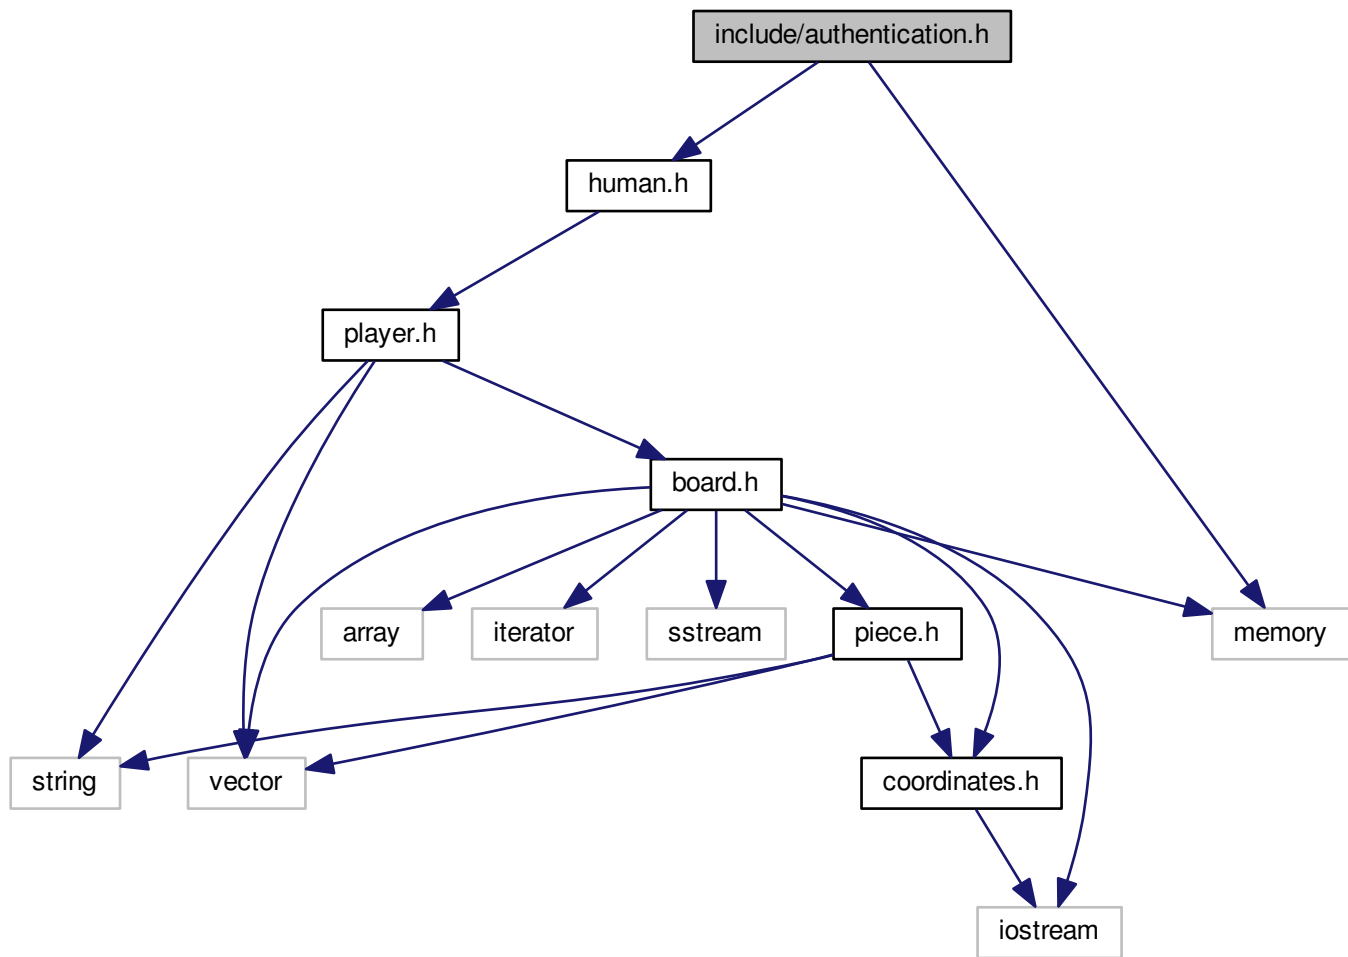 include/authentication.h
human.h
player.h
board.h
array
iterator
sstream
piece.h
memory
string
vector
coordinates.h
iostream